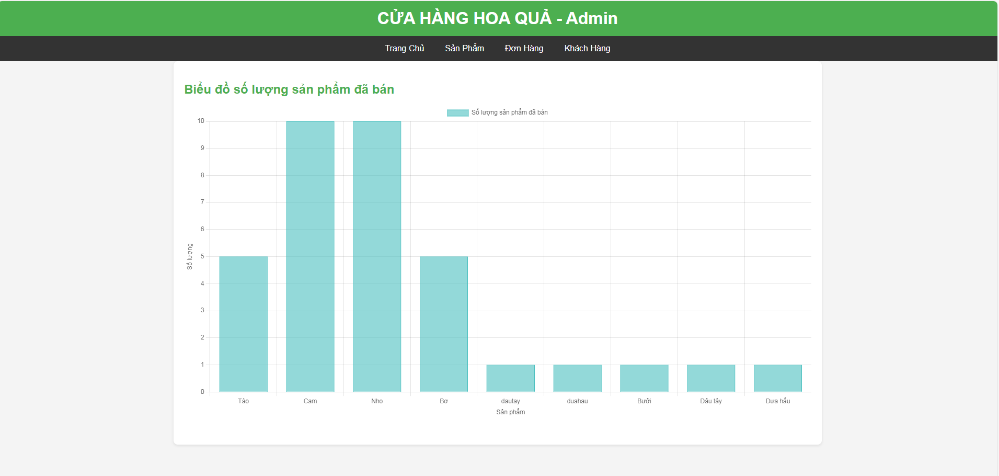 CỬA HÀNG HOA QUẢ - Admin
Trang Chủ Sản Phẩm Đơn Hàng Khách Hàng
Biểu đồ số lượng sản phẩm đã bán
Số lượng sản phẩm đã bán
10
9
8
7
6
5
4
3
2
1
0
Số lượng
Táo Cam Nho Bơ dautay duahau Bưởi Dâu tây Dưa hấu
Sản phẩm